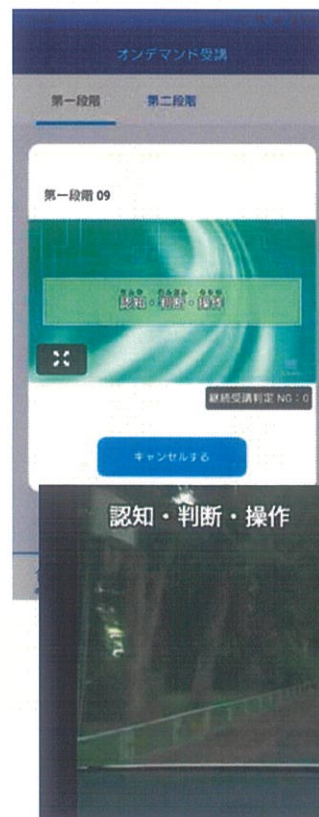 オンデマンド受講
第一段階 第二段階
第一段階 09
認知・判断・操作
継続受講判定 NG：0
キャンセルする
認知・判断・操作